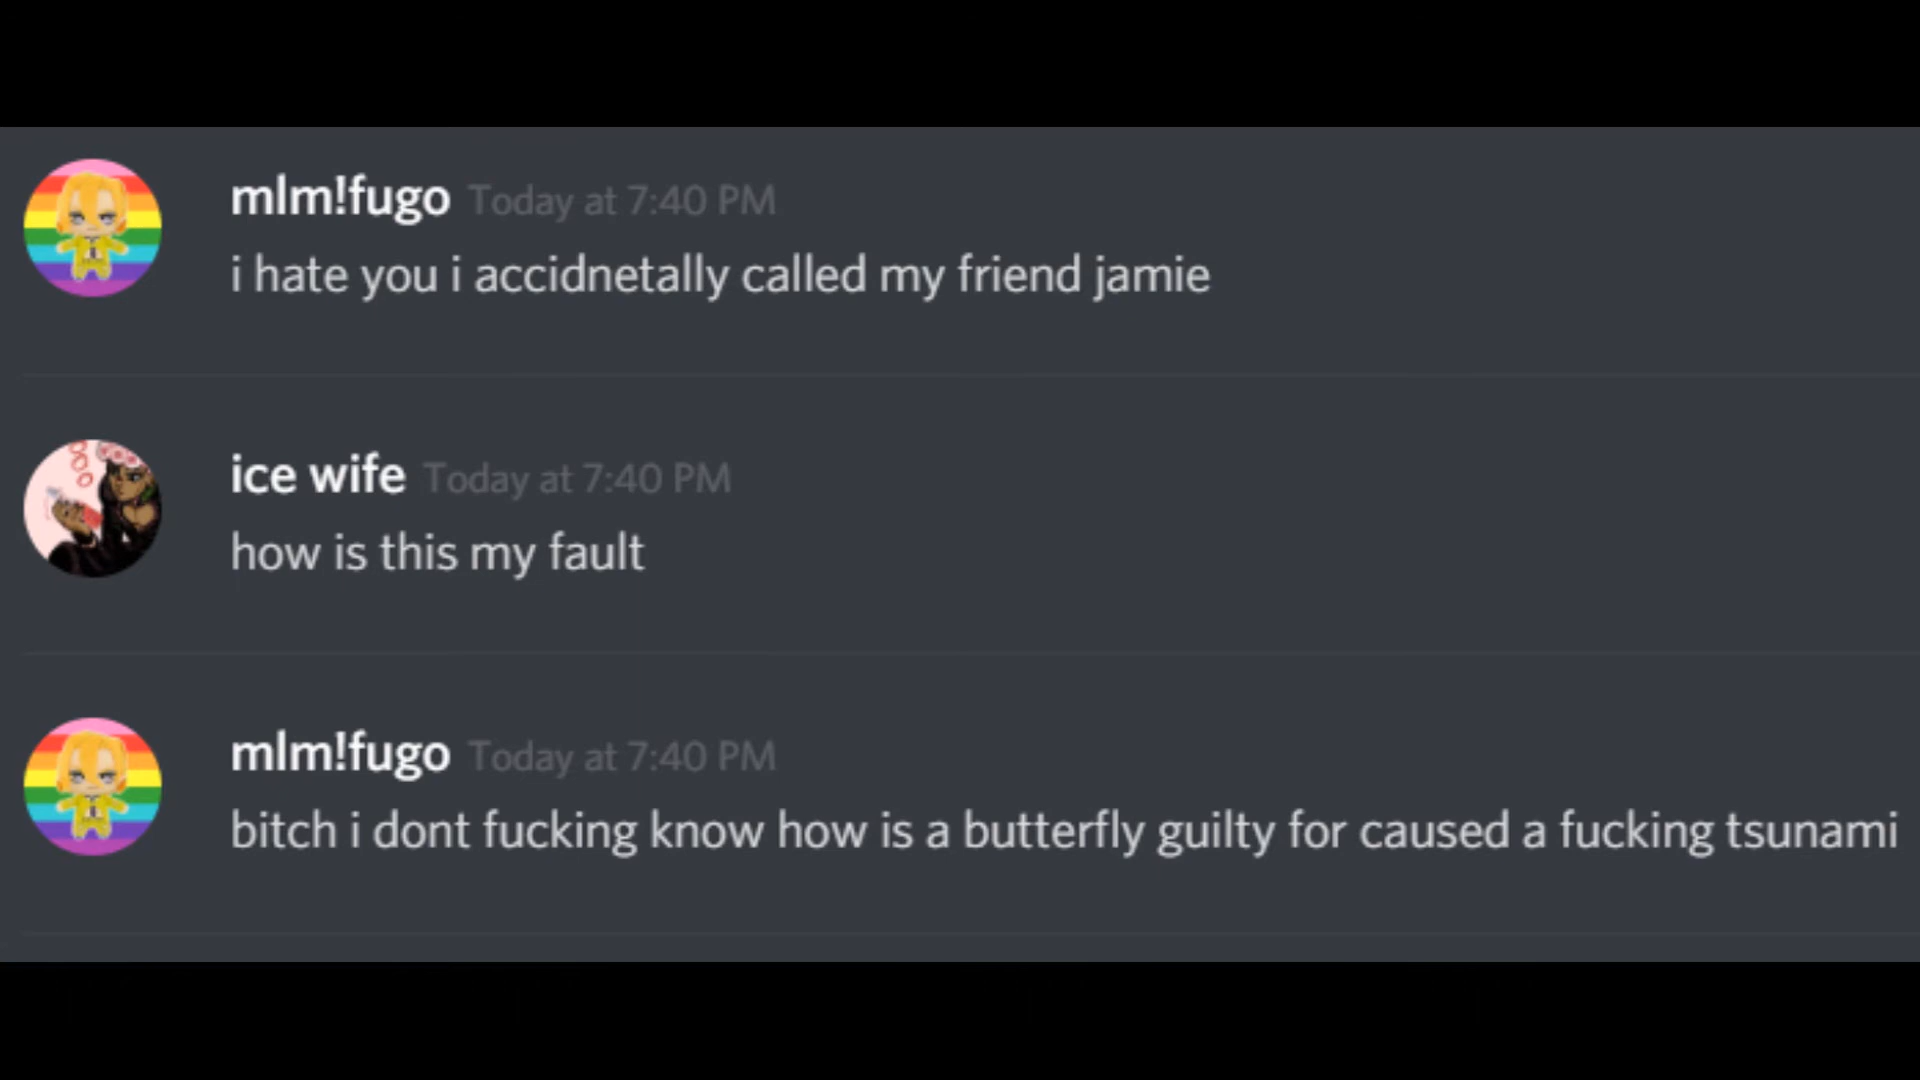 mlm!fugo Today at 7:40 PM
i hate you i accidnetally called my friend jamie
ice wife Today at 7:40 PM
how is this my fault
mlm!fugo Today at 7:40 PM
bitch i dont fucking know how is a butterfly guilty for caused a fucking tsunami